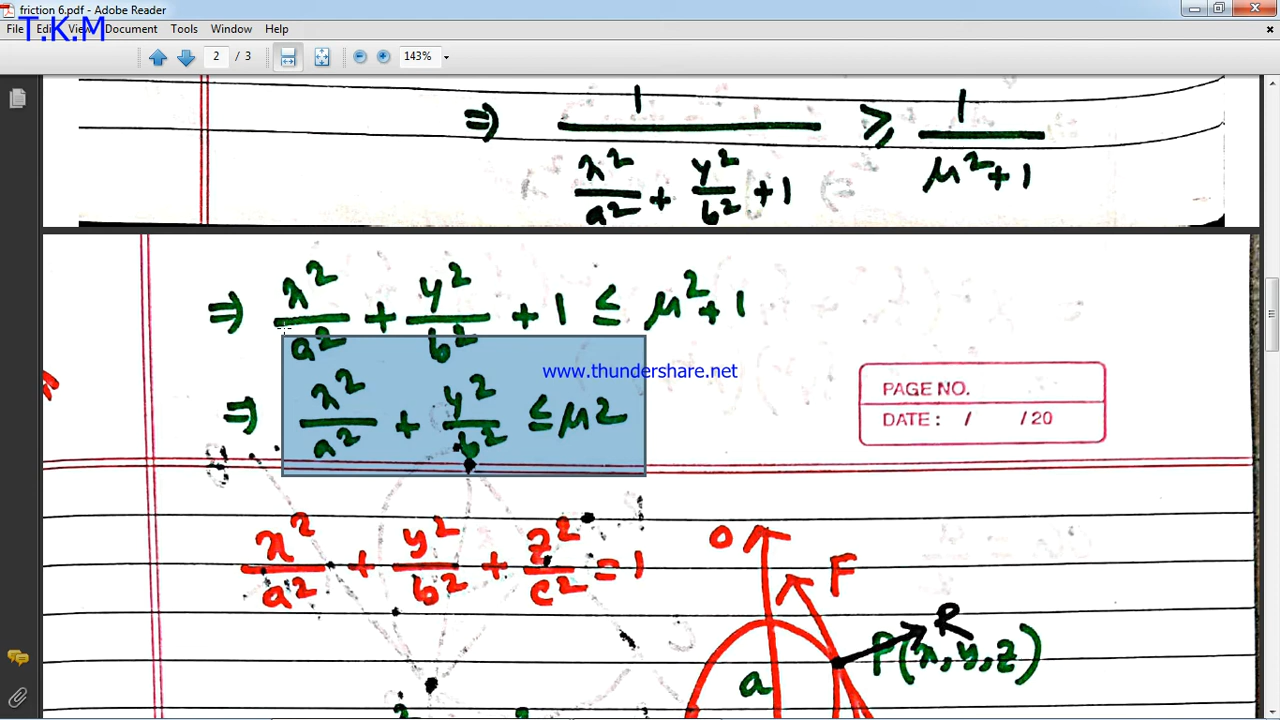 friction 6.pdf - Adobe Reader
T.K.M
File Edit View Document Tools Window Help
2 / 3 143%
⇒ 1 / (x²/a² + y²/b² + 1) ≥ 1 / (μ² + 1)
⇒ x²/a² + y²/b² + 1 ≤ μ² + 1
www.thundershare.net
⇒ x²/a² + y²/b² ≤ μ2
PAGE NO.
DATE : / /20
x²/a² + y²/b² + z²/c² = 1
O
F
R
P(x, y, z)
a